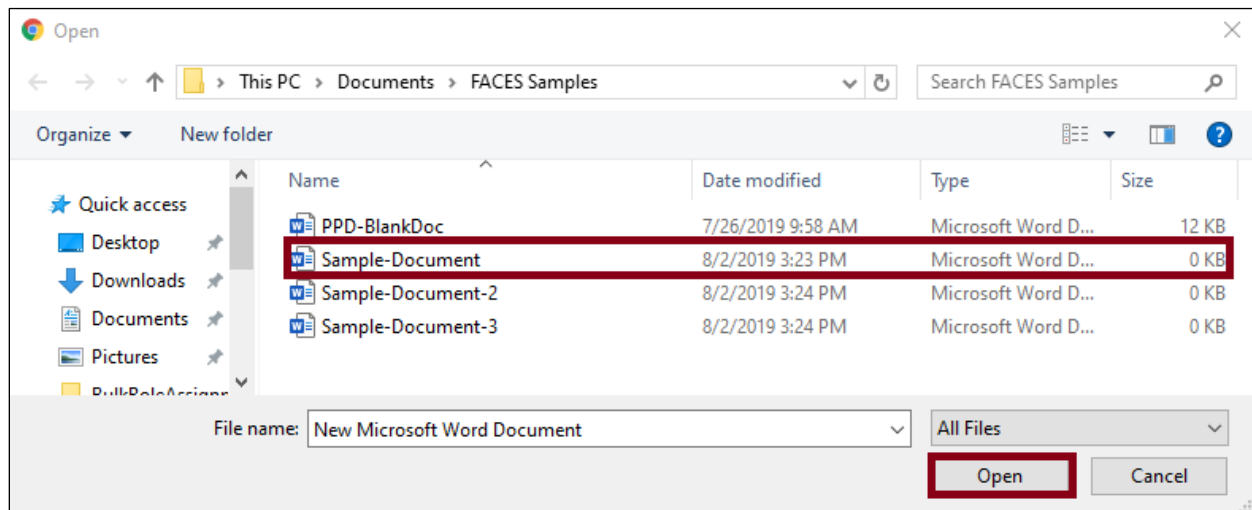 Open
This PC > Documents > FACES Samples
Search FACES Samples
Organize
New folder
Name Date modified Type Size
Quick access
Desktop
Downloads
Documents
Pictures
PPD-BlankDoc 7/26/2019 9:58 AM Microsoft Word D... 12 KB
Sample-Document 8/2/2019 3:23 PM Microsoft Word D... 0 KB
Sample-Document-2 8/2/2019 3:24 PM Microsoft Word D... 0 KB
Sample-Document-3 8/2/2019 3:24 PM Microsoft Word D... 0 KB
File name: New Microsoft Word Document
All Files
Open
Cancel